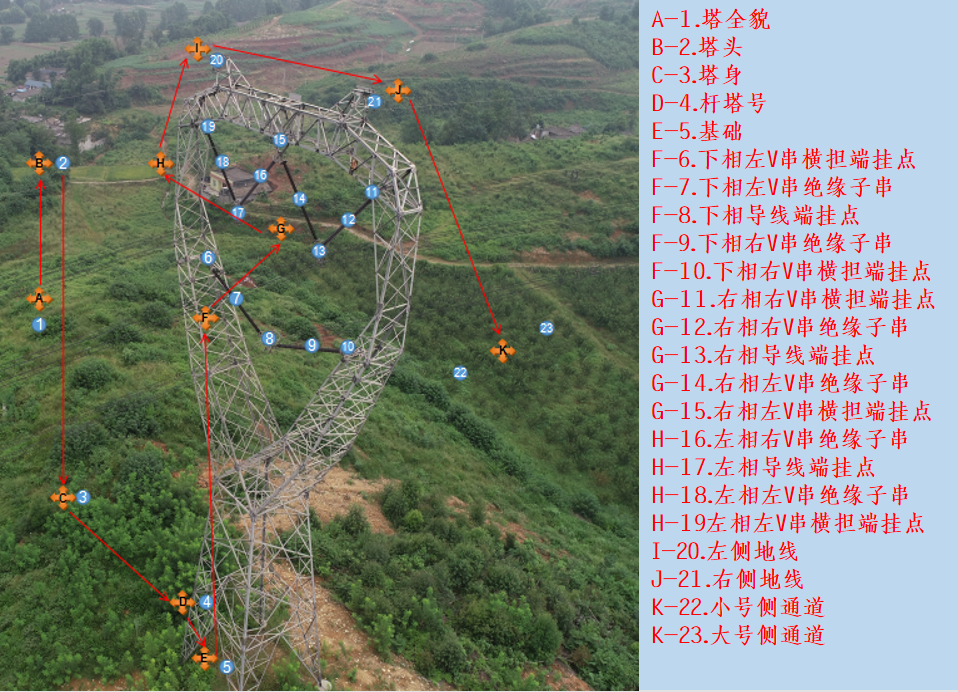 A-1.塔全貌
B-2.塔头
C-3.塔身
D-4.杆塔号
E-5.基础
F-6.下相左V串横担端挂点
F-7.下相左V串绝缘子串
F-8.下相导线端挂点
F-9.下相右V串绝缘子串
F-10.下相右V串横担端挂点
G-11.右相右V串横担端挂点
G-12.右相右V串绝缘子串
G-13.右相导线端挂点
G-14.右相左V串绝缘子串
G-15.右相左V串横担端挂点
H-16.左相右V串绝缘子串
H-17.左相导线端挂点
H-18.左相左V串绝缘子串
H-19左相左V串横担端挂点
I-20.左侧地线
J-21.右侧地线
K-22.小号侧通道
K-23.大号侧通道
I
20
J
21
19
15
B
2
H
18
16
14
11
17
12
G
13
6
A
7
1
F
8
9
10
23
K
22
C
3
D
4
E
5